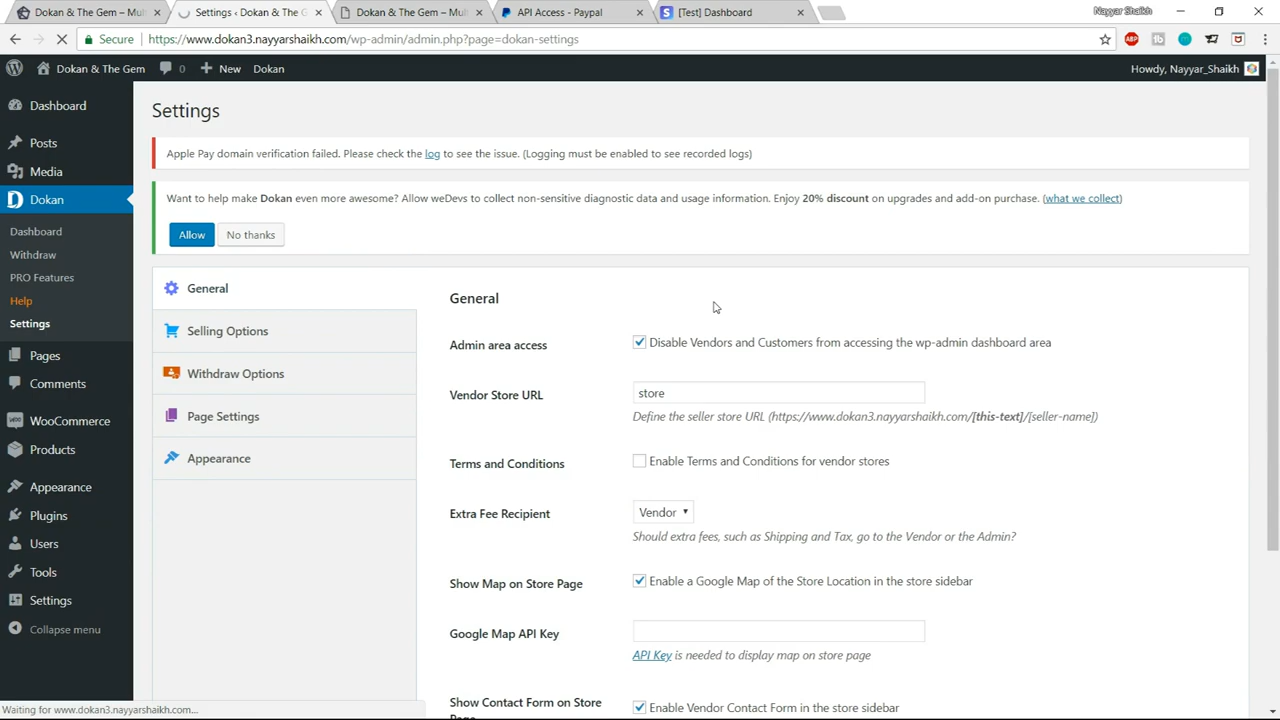 Dokan & The Gem – Mult
Settings ‹ Dokan & The G
Dokan & The Gem – Mult
API Access - Paypal
[Test] Dashboard
Nayyar Shaikh
Secure
https://www.dokan3.nayyarshaikh.com/wp-admin/admin.php?page=dokan-settings
Dokan & The Gem
0
New
Dokan
Howdy, Nayyar_Shaikh
Dashboard
Posts
Media
Dokan
Dashboard
Withdraw
PRO Features
Help
Settings
Pages
Comments
WooCommerce
Products
Appearance
Plugins
Users
Tools
Settings
Collapse menu
Settings
Apple Pay domain verification failed. Please check the log to see the issue. (Logging must be enabled to see recorded logs)
Want to help make Dokan even more awesome? Allow weDevs to collect non-sensitive diagnostic data and usage information. Enjoy 20% discount on upgrades and add-on purchase. (what we collect)
Allow
No thanks
General
Selling Options
Withdraw Options
Page Settings
Appearance
General
Admin area access
Disable Vendors and Customers from accessing the wp-admin dashboard area
Vendor Store URL
store
Define the seller store URL (https://www.dokan3.nayyarshaikh.com/[this-text]/[seller-name])
Terms and Conditions
Enable Terms and Conditions for vendor stores
Extra Fee Recipient
Vendor
Should extra fees, such as Shipping and Tax, go to the Vendor or the Admin?
Show Map on Store Page
Enable a Google Map of the Store Location in the store sidebar
Google Map API Key
API Key is needed to display map on store page
Show Contact Form on Store
Page
Enable Vendor Contact Form in the store sidebar
Waiting for www.dokan3.nayyarshaikh.com...